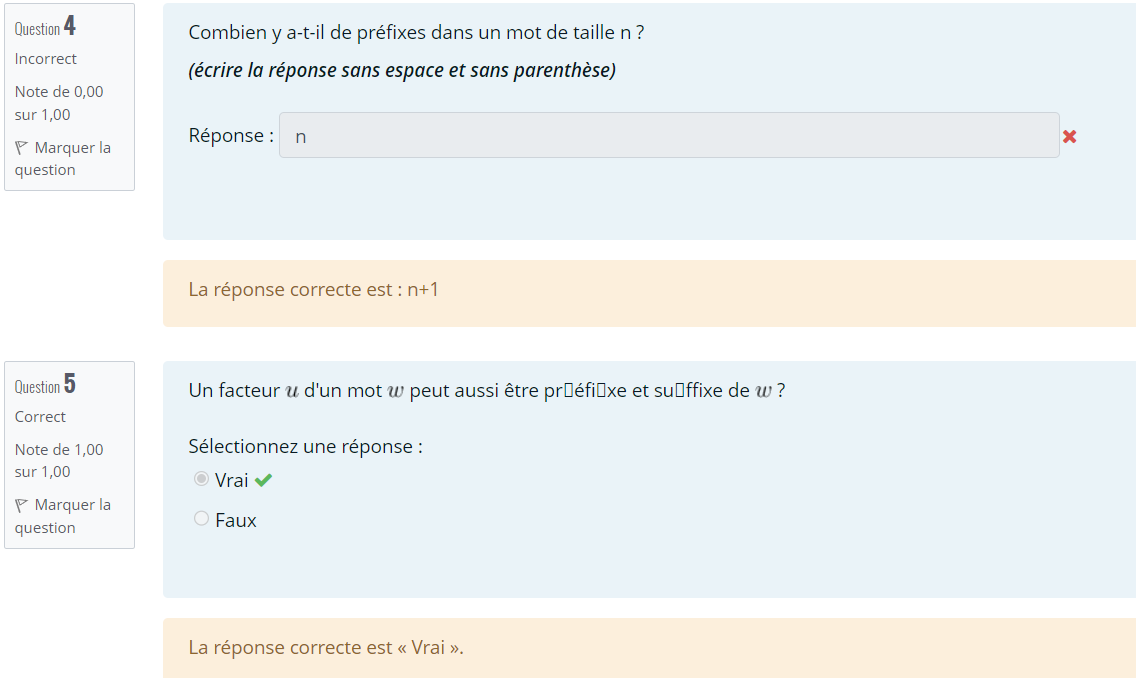 Question 4
Incorrect
Note de 0,00
sur 1,00
Marquer la
question
Combien y a-t-il de préfixes dans un mot de taille n ?
(écrire la réponse sans espace et sans parenthèse)
Réponse : n
La réponse correcte est : n+1
Question 5
Correct
Note de 1,00
sur 1,00
Marquer la
question
Un facteur u d'un mot w peut aussi être pr▯éfi▯xe et su▯ffixe de w ?
Sélectionnez une réponse :
Vrai
Faux
La réponse correcte est « Vrai ».